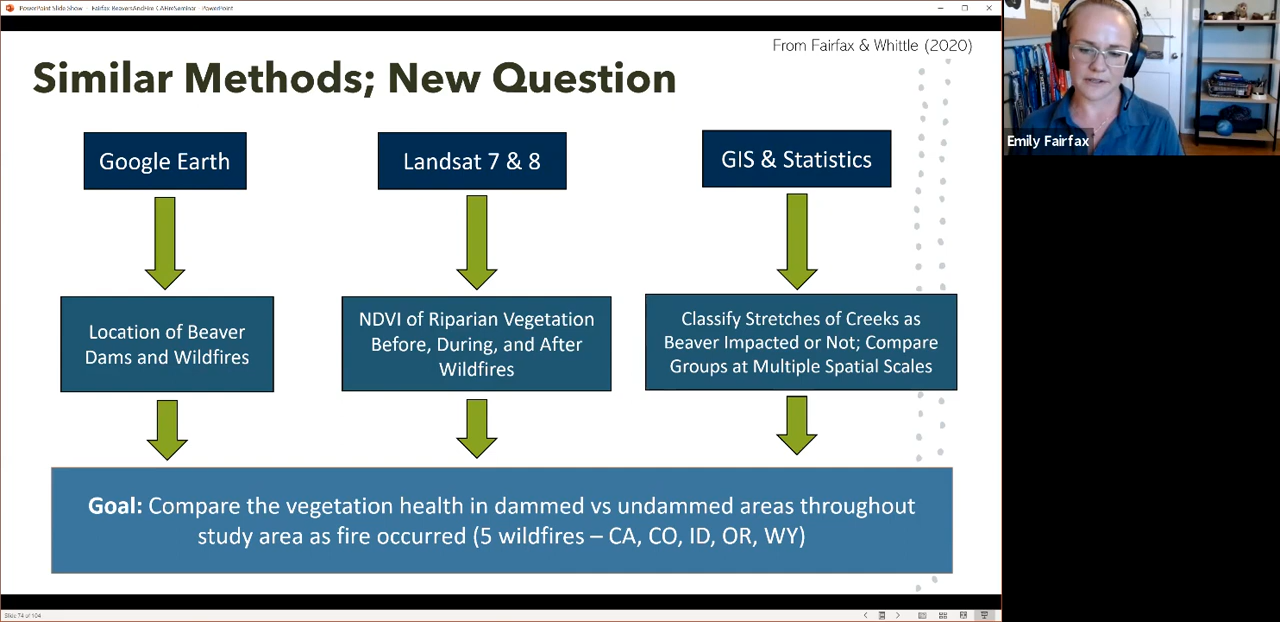 PowerPoint Slide Show - Fairfax BeaversAndFire CAFireSeminar - PowerPoint
From Fairfax & Whittle (2020)
Similar Methods; New Question
Google Earth
Landsat 7 & 8
GIS & Statistics
Location of Beaver
Dams and Wildfires
NDVI of Riparian Vegetation
Before, During, and After
Wildfires
Classify Stretches of Creeks as
Beaver Impacted or Not; Compare
Groups at Multiple Spatial Scales
Goal: Compare the vegetation health in dammed vs undammed areas throughout
study area as fire occurred (5 wildfires – CA, CO, ID, OR, WY)
Slide 74 of 104
Emily Fairfax